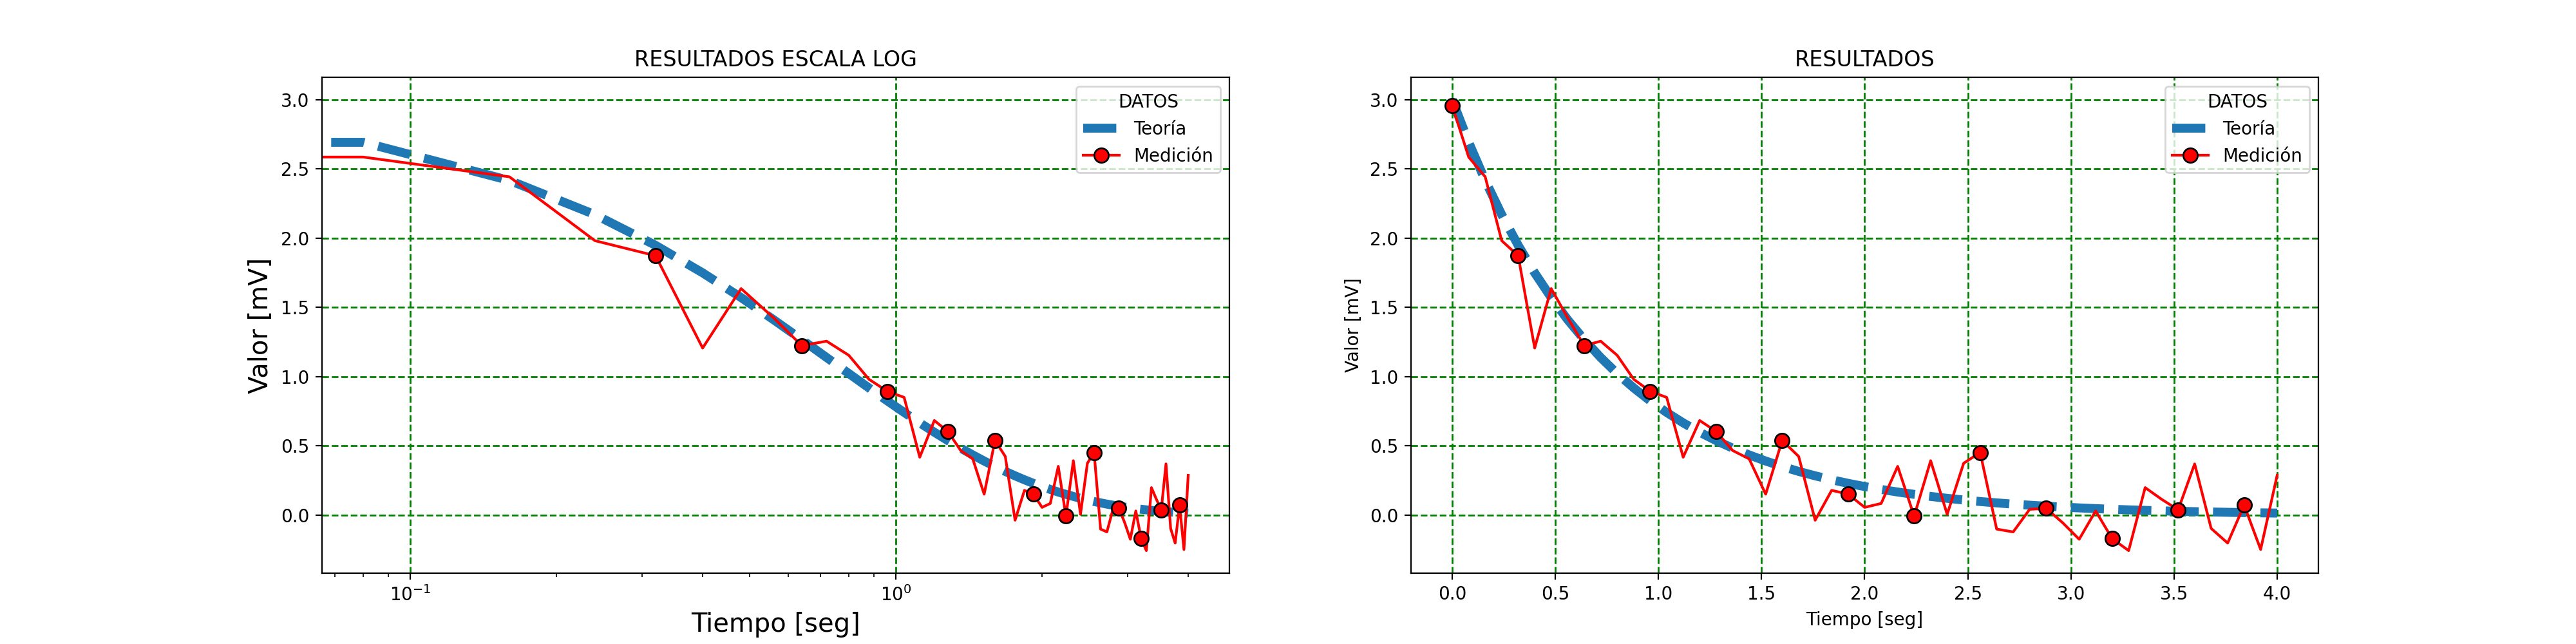 RESULTADOS ESCALA LOG
3.0
2.5
2.0
1.5
1.0
0.5
0.0
Valor [mV]
DATOS
Teoría
Medición
10⁻¹ 10⁰
Tiempo [seg]
RESULTADOS
3.0
2.5
2.0
1.5
1.0
0.5
0.0
Valor [mV]
DATOS
Teoría
Medición
0.0 0.5 1.0 1.5 2.0 2.5 3.0 3.5 4.0
Tiempo [seg]